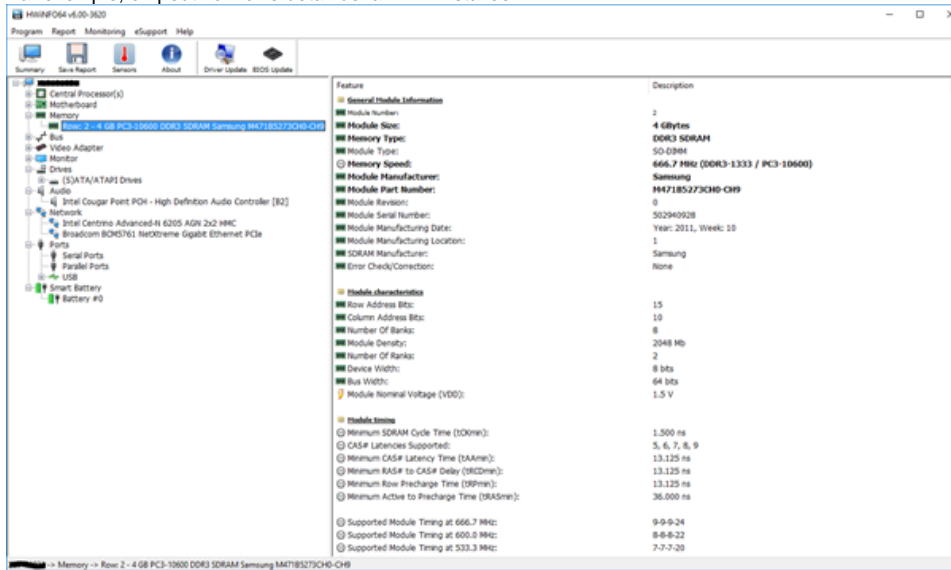 HWiNFO64 v6.00-3620
Program Report Monitoring eSupport Help
Summary Save Report Sensors About Driver Update BIOS Update
Central Processor(s)
Motherboard
Memory
Row: 2 - 4 GB PC3-10600 DDR3 SDRAM Samsung M471B5273CH0-CH9
Bus
Video Adapter
Monitor
Drives
(S)ATA/ATAPI Drives
Audio
Intel Cougar Point PCH - High Definition Audio Controller [B2]
Network
Intel Centrino Advanced-N 6205 AGN 2x2 HMC
Broadcom BCM5761 NetXtreme Gigabit Ethernet PCIe
Ports
Serial Ports
Parallel Ports
USB
Smart Battery
Battery #0
Feature Description
General Module Information
Module Number: 2
Module Size: 4 GBytes
Memory Type: DDR3 SDRAM
Module Type: SO-DIMM
Memory Speed: 666.7 MHz (DDR3-1333 / PC3-10600)
Module Manufacturer: Samsung
Module Part Number: M471B5273CH0-CH9
Module Revision: 0
Module Serial Number: 502940928
Module Manufacturing Date: Year: 2011, Week: 10
Module Manufacturing Location: 1
SDRAM Manufacturer: Samsung
Error Check/Correction: None
Module characteristics
Row Address Bits: 15
Column Address Bits: 10
Number Of Banks: 8
Module Density: 2048 Mb
Number Of Ranks: 2
Device Width: 8 bits
Bus Width: 64 bits
Module Nominal Voltage (VDD): 1.5 V
Module timing
Minimum SDRAM Cycle Time (tCKmin): 1.500 ns
CAS# Latencies Supported: 5, 6, 7, 8, 9
Minimum CAS# Latency Time (tAAmin): 13.125 ns
Minimum RAS# to CAS# Delay (tRCDmin): 13.125 ns
Minimum Row Precharge Time (tRPmin): 13.125 ns
Minimum Active to Precharge Time (tRASmin): 36.000 ns
Supported Module Timing at 666.7 MHz: 9-9-9-24
Supported Module Timing at 600.0 MHz: 8-8-8-22
Supported Module Timing at 533.3 MHz: 7-7-7-20
-> Memory -> Row: 2 - 4 GB PC3-10600 DDR3 SDRAM Samsung M471B5273CH0-CH9